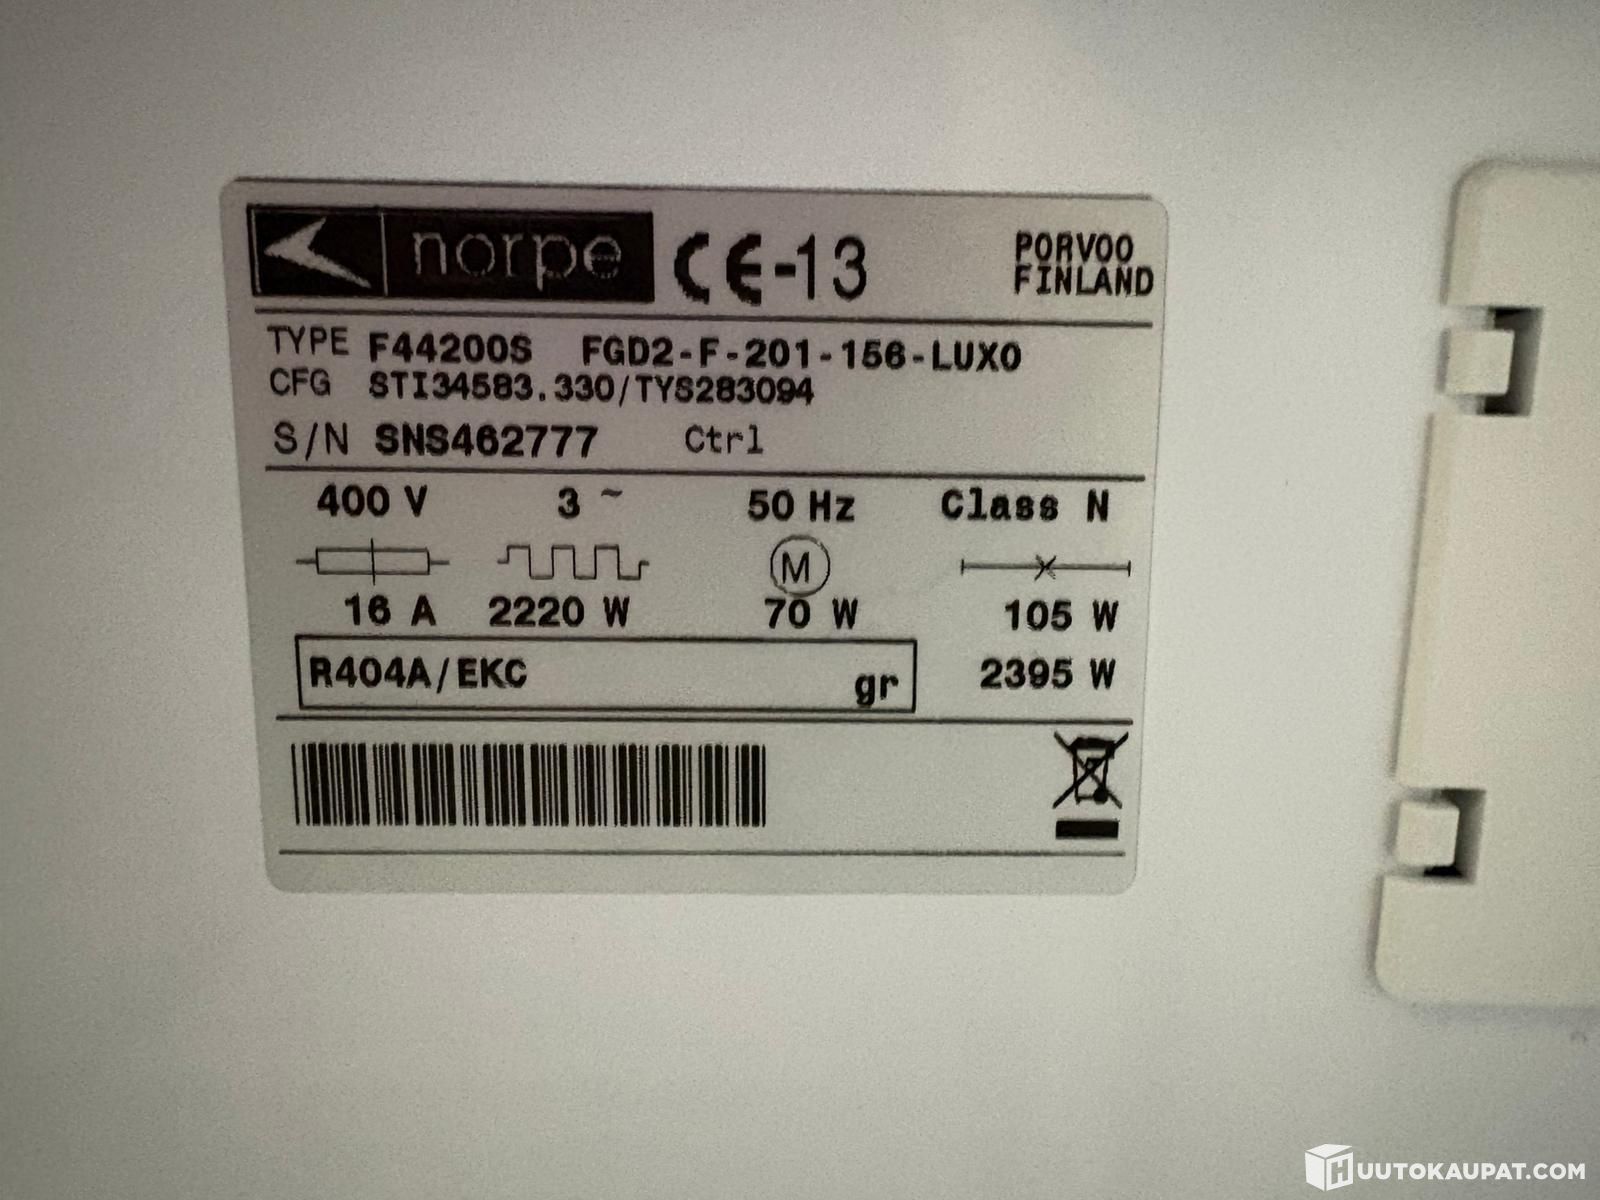 norpe CE-13 PORVOO
FINLAND
TYPE F44200S FGD2-F-201-156-LUX0
CFG STI34583.330/TYS283094
S/N SNS462777 Ctrl
400 V 3 ~ 50 Hz Class N
M
16 A 2220 W 70 W 105 W
R404A/EKC gr 2395 W
HUUTOKAUPAT.COM